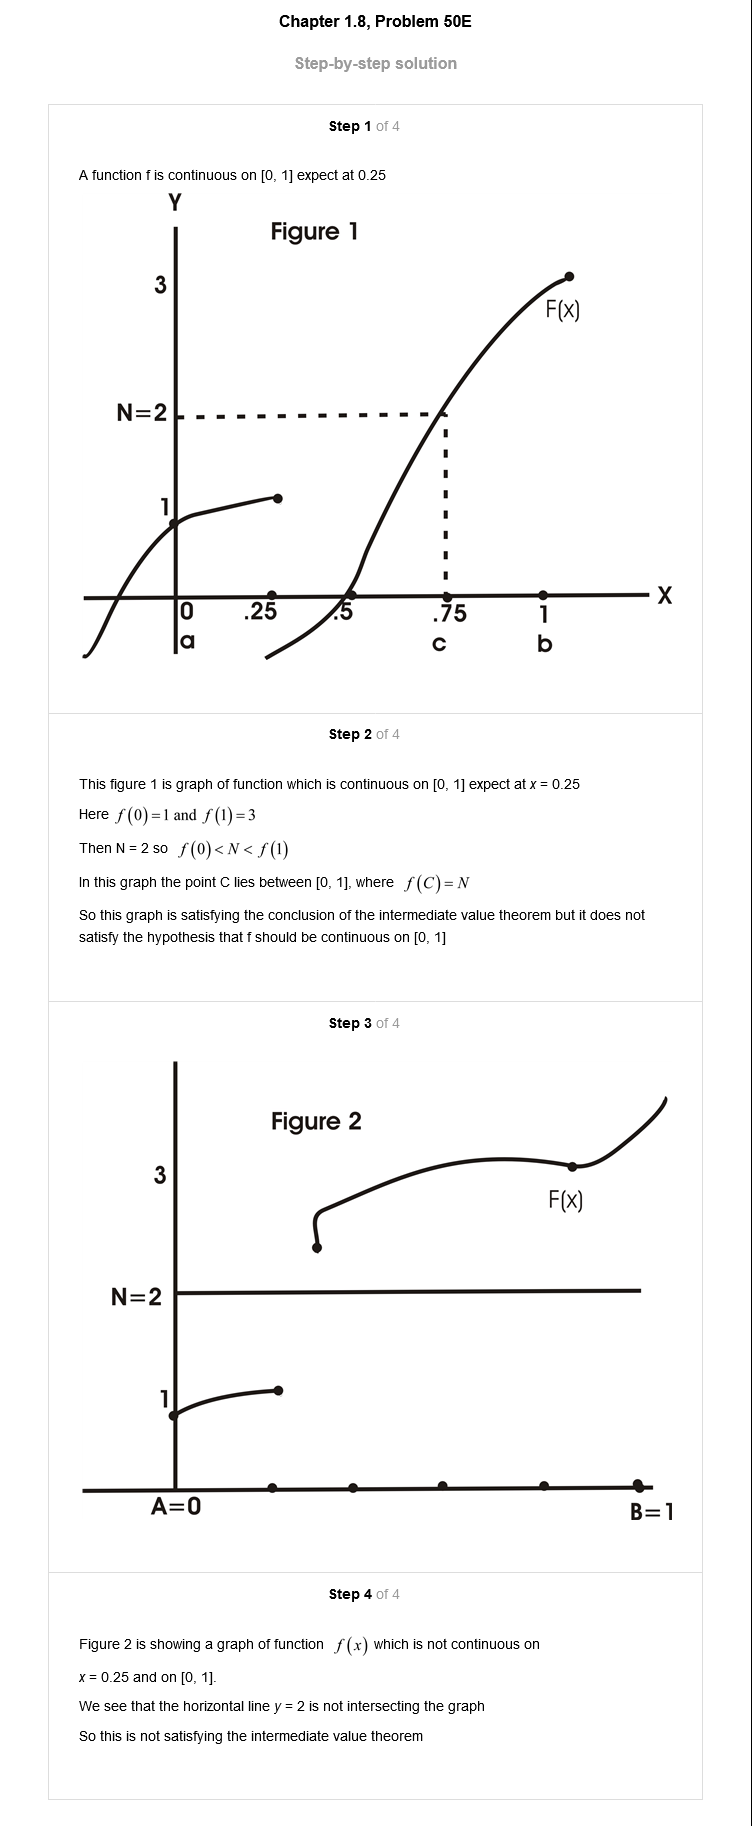 Chapter 1.8, Problem 50E
Step-by-step solution
Step 1 of 4
A function f is continuous on [0, 1] expect at 0.25
Y
Figure 1
3
F(x)
N=2
1
X
0 .25 .5 .75 1
a c b
Step 2 of 4
This figure 1 is graph of function which is continuous on [0, 1] expect at x = 0.25
Here f(0)=1 and f(1)=3
Then N = 2 so f(0)<N<f(1)
In this graph the point C lies between [0, 1], where f(C)=N
So this graph is satisfying the conclusion of the intermediate value theorem but it does not
satisfy the hypothesis that f should be continuous on [0, 1]
Step 3 of 4
Figure 2
3
F(x)
N=2
1
A=0
B=1
Step 4 of 4
Figure 2 is showing a graph of function f(x) which is not continuous on
x = 0.25 and on [0, 1].
We see that the horizontal line y = 2 is not intersecting the graph
So this is not satisfying the intermediate value theorem